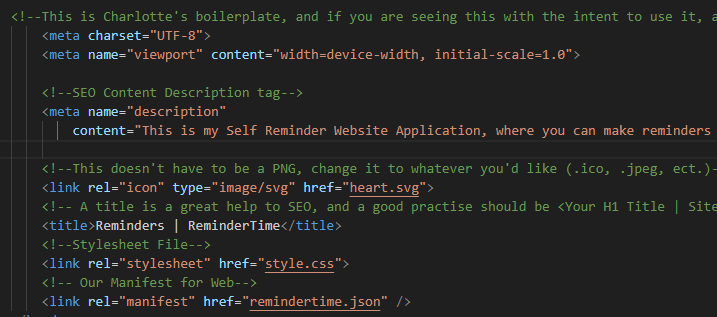 <!--This is Charlotte's boilerplate, and if you are seeing this with the intent to use it,
<meta charset="UTF-8">
<meta name="viewport" content="width=device-width, initial-scale=1.0">
<!--SEO Content Description tag-->
<meta name="description"
content="This is my Self Reminder Website Application, where you can make reminders
<!--This doesn't have to be a PNG, change it to whatever you'd like (.ico, .jpeg, ect.)-
<link rel="icon" type="image/svg" href="heart.svg">
<!-- A title is a great help to SEO, and a good practise should be <Your H1 Title | Site
<title>Reminders | ReminderTime</title>
<!--Stylesheet File-->
<link rel="stylesheet" href="style.css">
<!-- Our Manifest for Web-->
<link rel="manifest" href="remindertime.json" />